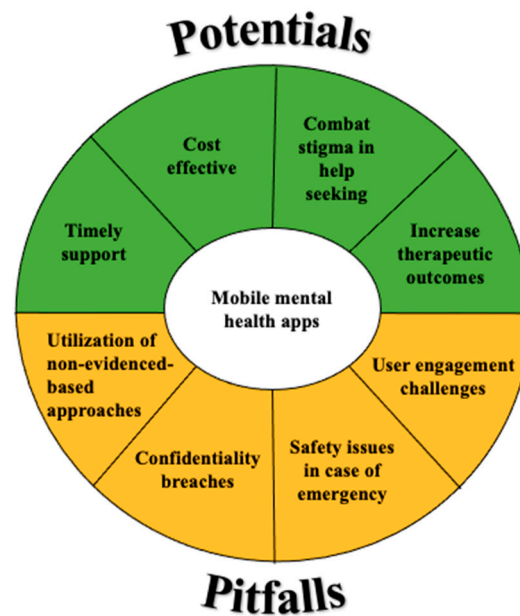 Potentials
Cost
effective
Combat
stigma in
help
seeking
Timely
support
Increase
therapeutic
outcomes
Mobile mental
health apps
Utilization of
non-evidenced-
based
approaches
User engagement
challenges
Confidentiality
breaches
Safety issues
in case of
emergency
Pitfalls